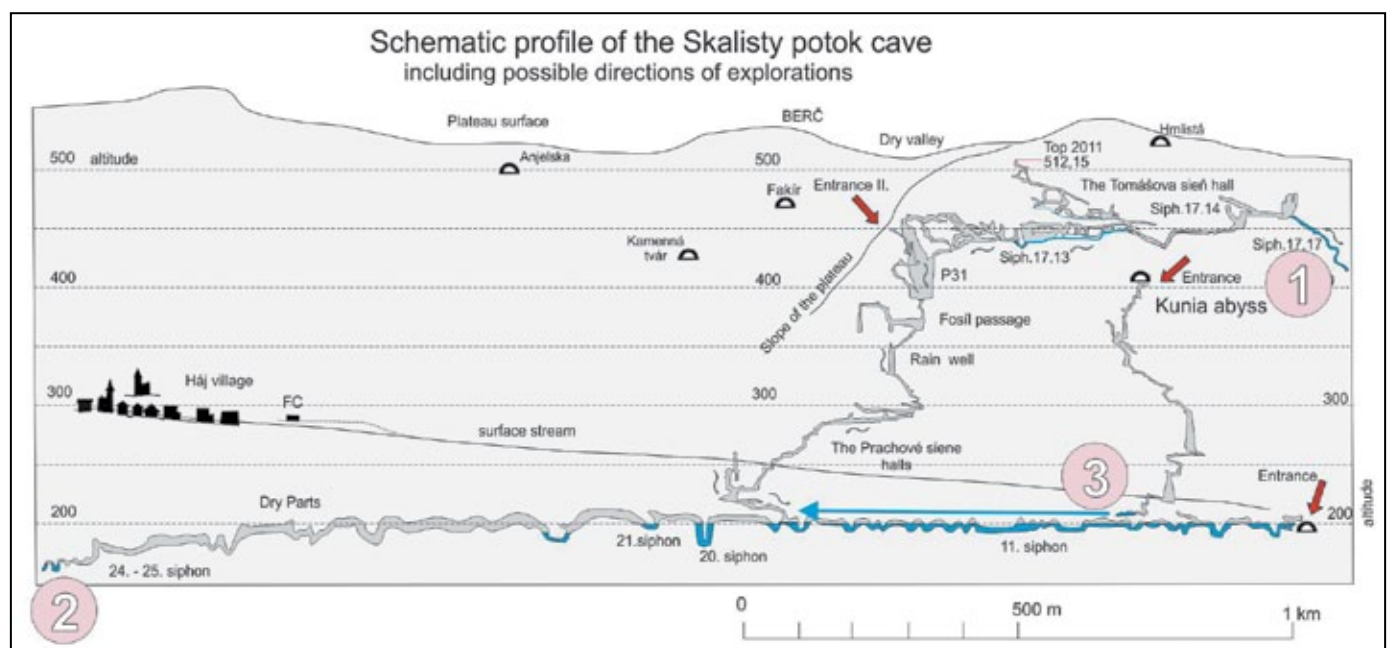 Schematic profile of the Skalisty potok cave
including possible directions of explorations
BERČ
Hmlistá
Plateau surface
Dry valley
Top 2011
512,15
500 altitude
Anjelska
500
The Tomášova sieň hall
Fakír
Entrance II.
Siph.17.14
Kamenná
tvár
Siph.17.13
Siph.17,17
400
400
P31
Entrance
1
Kunia abyss
Slope of the plateau
Fosíl passage
Rain well
300
Háj village
FC
300
300
surface stream
The Prachové siene
halls
3
Entrance
Dry Parts
200
200
200
altitude
21.siphon
20. siphon
11. siphon
24. - 25. siphon
2
0
500 m
1 km